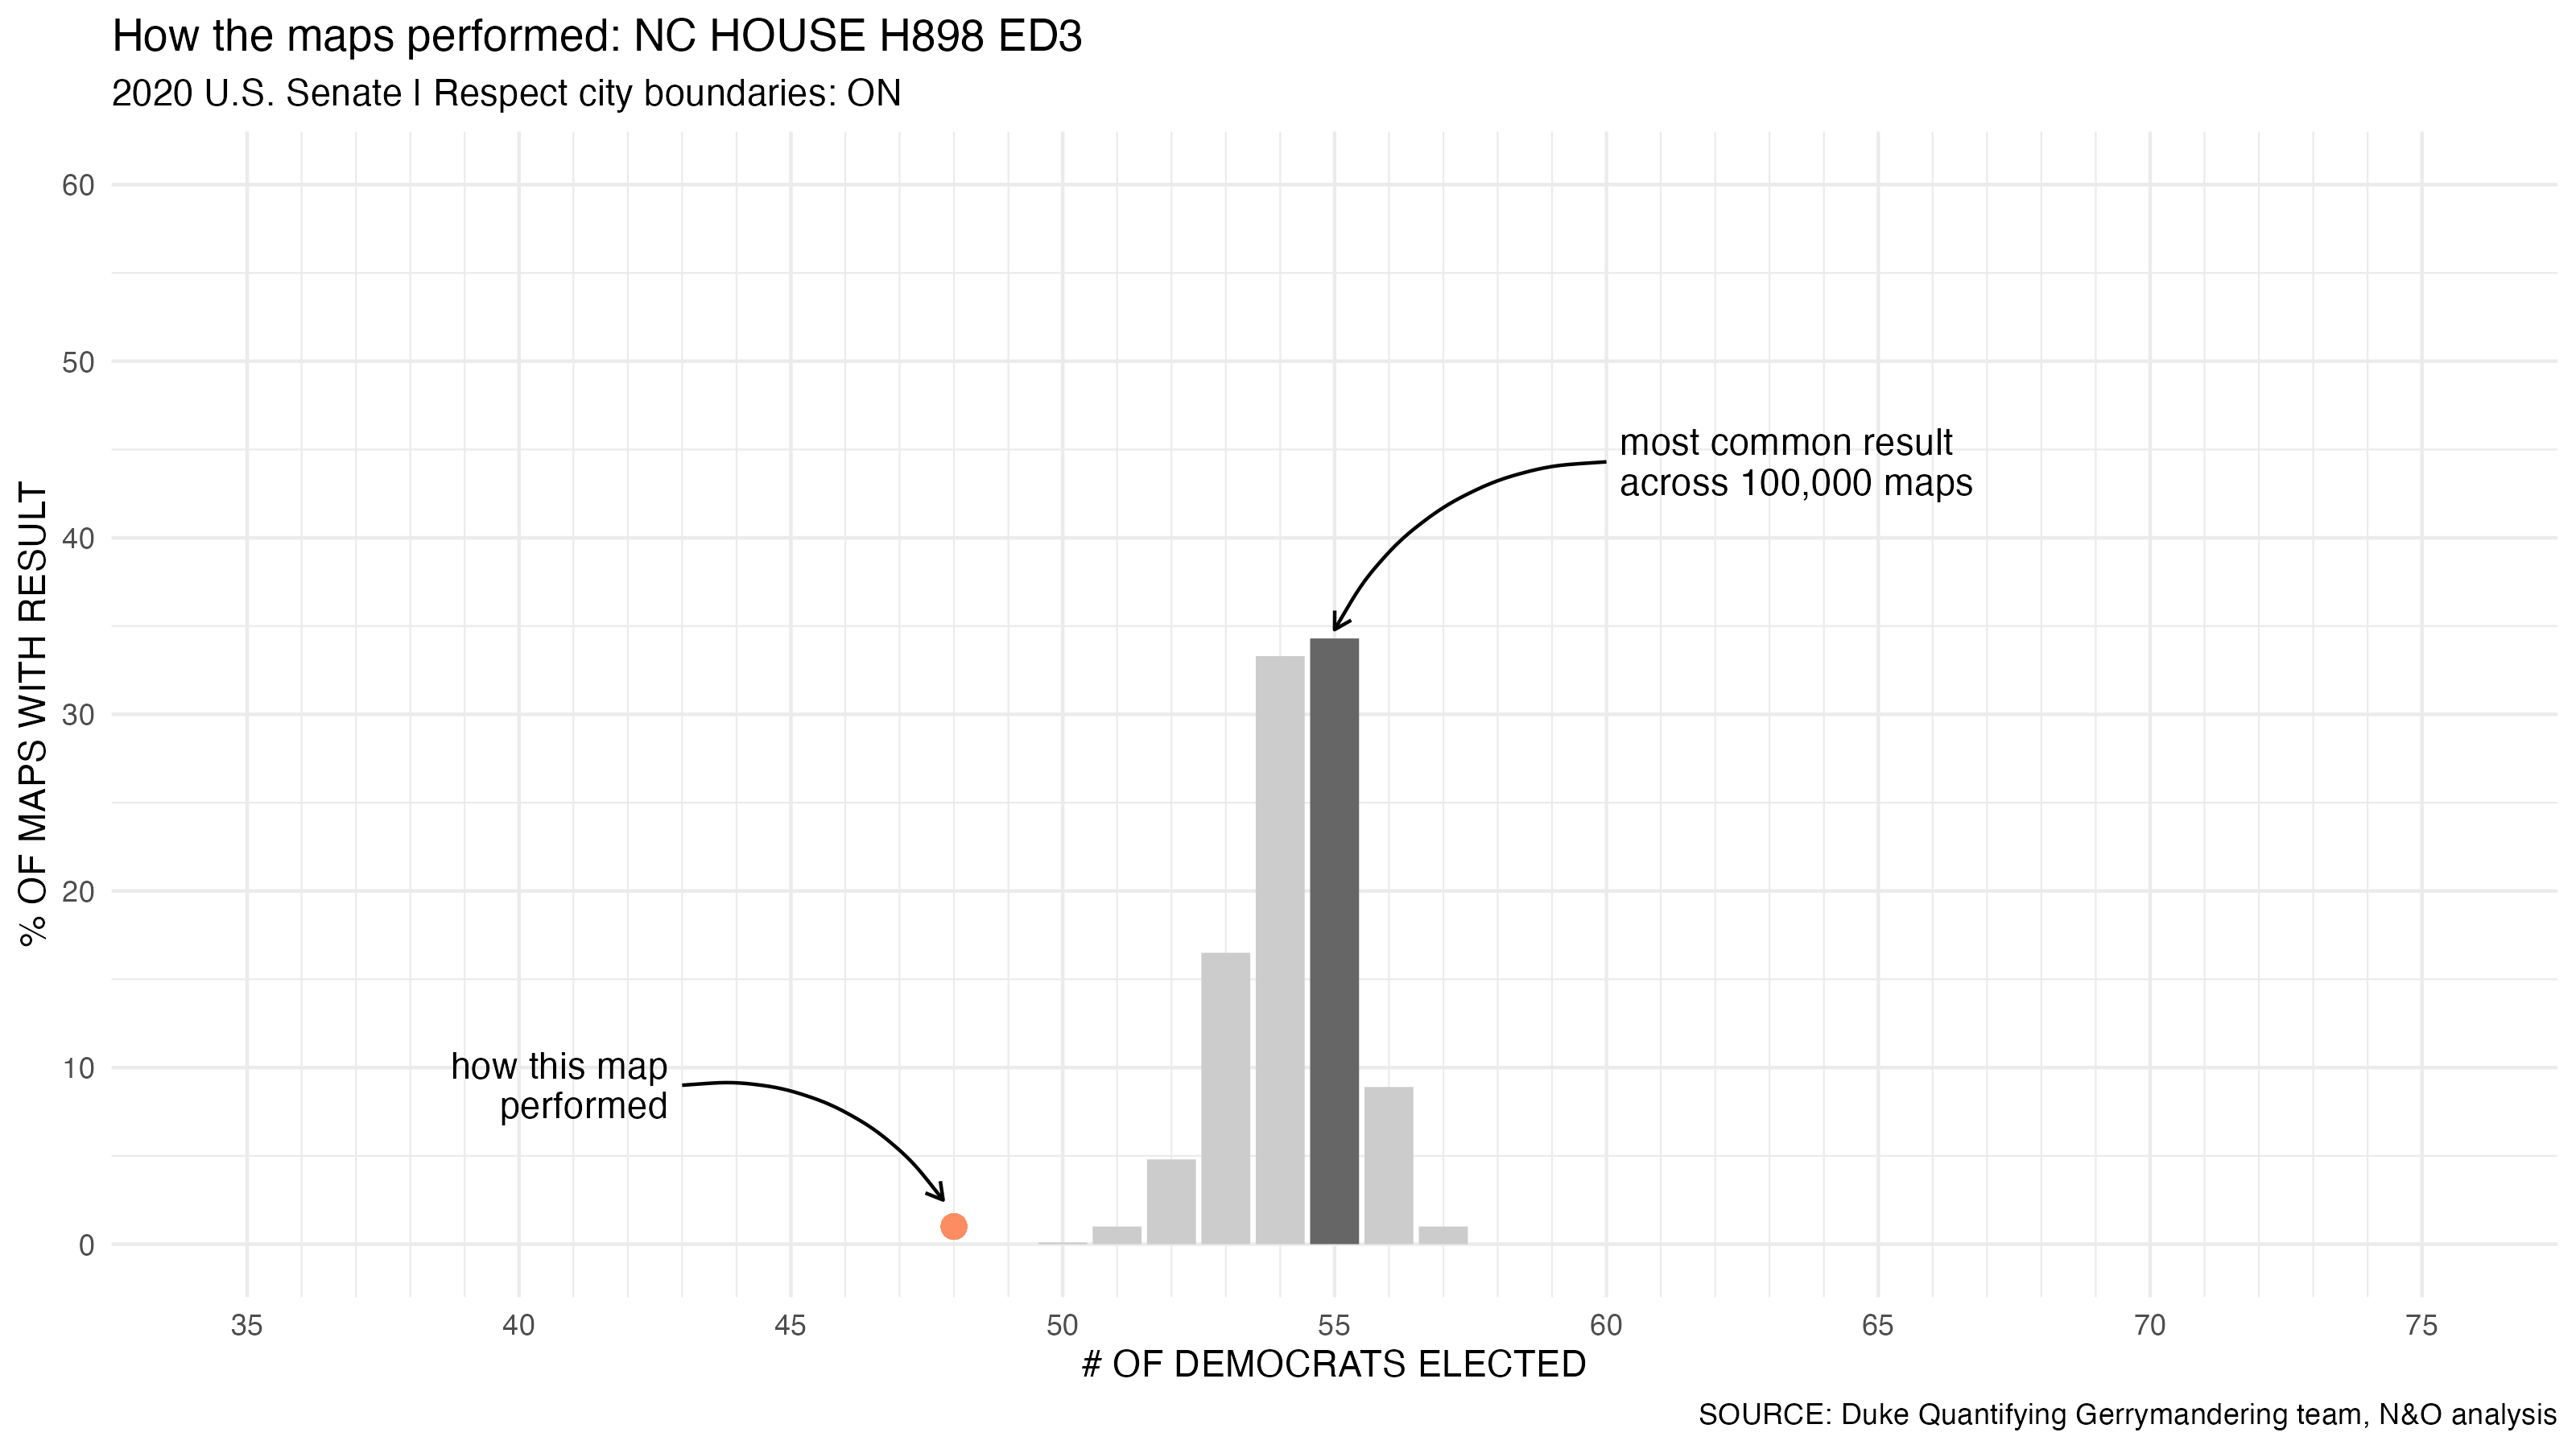 How the maps performed: NC HOUSE H898 ED3
2020 U.S. Senate | Respect city boundaries: ON
% OF MAPS WITH RESULT
60
50
40
30
20
10
0
most common result
across 100,000 maps
how this map
performed
35 40 45 50 55 60 65 70 75
# OF DEMOCRATS ELECTED
SOURCE: Duke Quantifying Gerrymandering team, N&O analysis